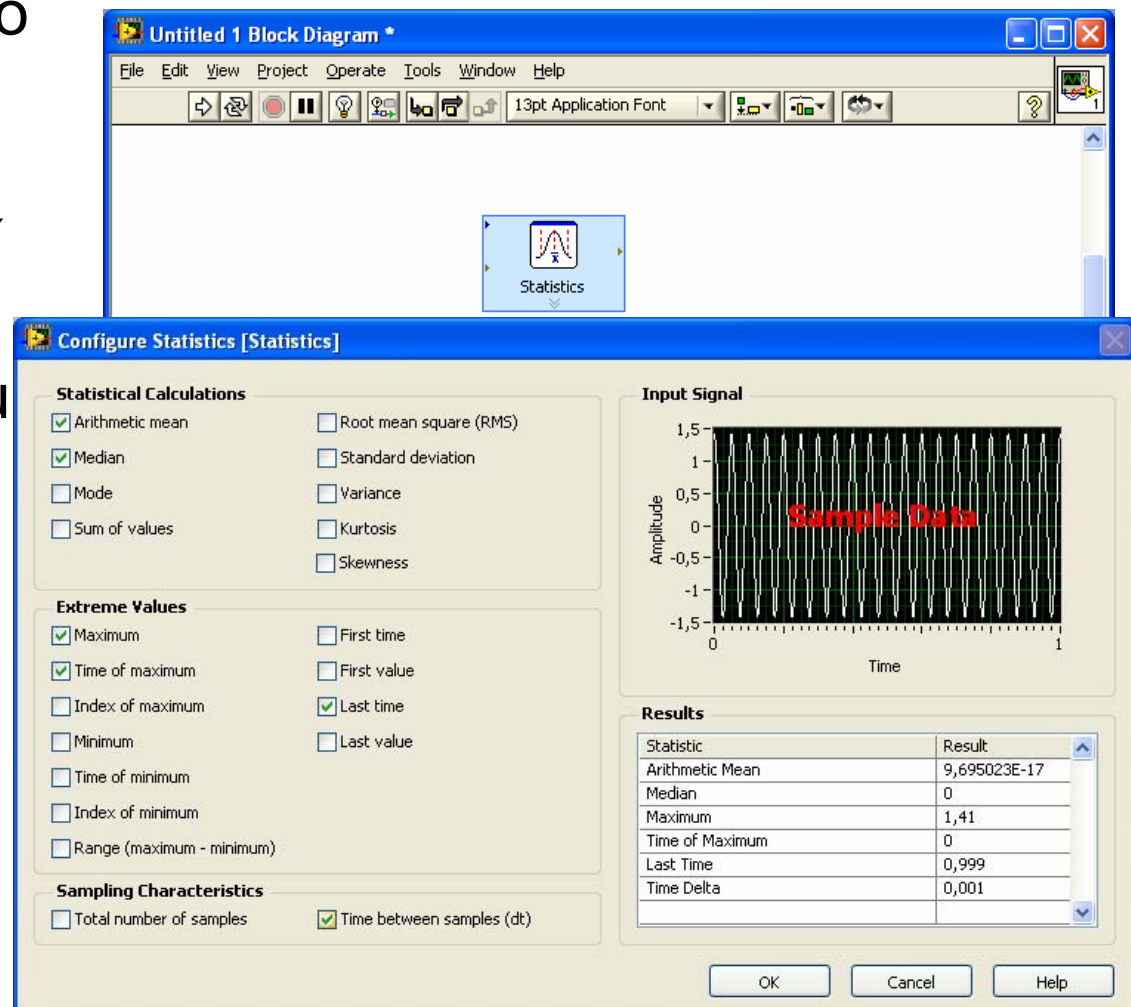 o
Untitled 1 Block Diagram *
File Edit View Project Operate Tools Window Help
13pt Application Font
1
Statistics
Configure Statistics [Statistics]
Statistical Calculations
Arithmetic mean
Median
Mode
Sum of values
Root mean square (RMS)
Standard deviation
Variance
Kurtosis
Skewness
Extreme Values
Maximum
Time of maximum
Index of maximum
Minimum
Time of minimum
Index of minimum
Range (maximum - minimum)
First time
First value
Last time
Last value
Sampling Characteristics
Total number of samples
Time between samples (dt)
Input Signal
Amplitude
1,5
1
0,5
0
-0,5
-1
-1,5
Sample Data
0 1
Time
Results
Statistic Result
Arithmetic Mean 9,695023E-17
Median 0
Maximum 1,41
Time of Maximum 0
Last Time 0,999
Time Delta 0,001
OK Cancel Help